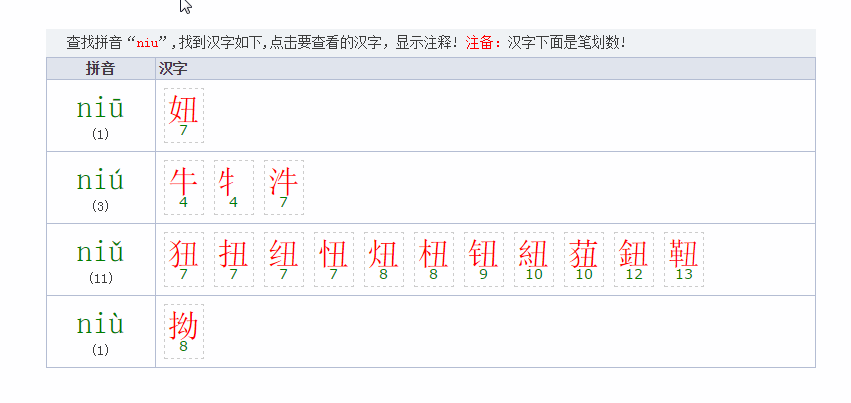 查找拼音“niu”,找到汉字如下,点击要查看的汉字，显示注释! 注备：汉字下面是笔划数!
拼音 汉字
niū 妞
(1) 7
niú 牛 牜 汼
(3) 4 4 7
niǔ 狃 扭 纽 忸 炄 杻 钮 紐 莥 鈕 靵
(11) 7 7 7 7 8 8 9 10 10 12 13
niù 拗
(1) 8